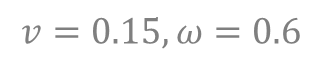 𝑣 = 0.15, 𝜔 = 0.6